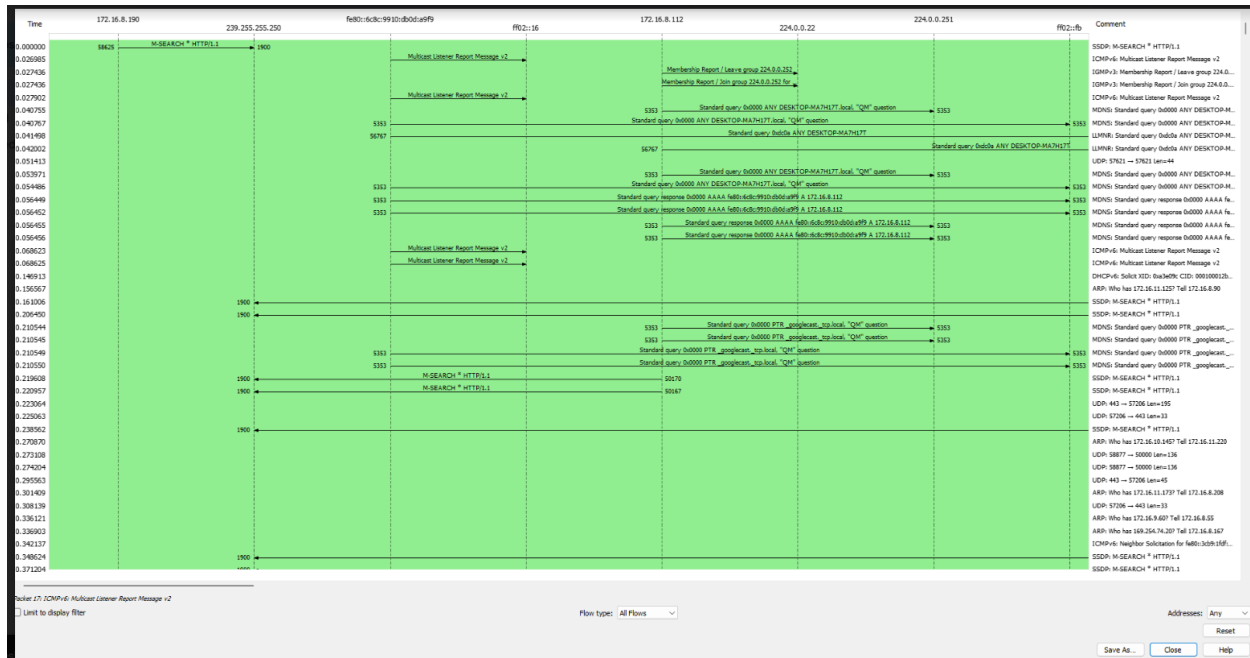 Time 172.16.8.190 239.255.255.250 fe80::6c8c:9910:db0d:a9f9 ff02::16 172.16.8.112 224.0.0.22 224.0.0.251 ff02::fb Comment
0.000000 58625 M-SEARCH * HTTP/1.1 1900 SSDP: M-SEARCH * HTTP/1.1
0.026985 Multicast Listener Report Message v2 ICMPv6: Multicast Listener Report Message v2
0.027436 Membership Report / Leave group 224.0.0.252 IGMPv3: Membership Report / Leave group 224.0....
0.027436 Membership Report / Join group 224.0.0.252 for IGMPv3: Membership Report / Join group 224.0.0...
0.027902 Multicast Listener Report Message v2 ICMPv6: Multicast Listener Report Message v2
0.040755 5353 Standard query 0x0000 ANY DESKTOP-MA7H17T.local, "QM" question 5353 MDNS: Standard query 0x0000 ANY DESKTOP-M...
0.040767 5353 Standard query 0x0000 ANY DESKTOP-MA7H17T.local, "QM" question 5353 MDNS: Standard query 0x0000 ANY DESKTOP-M...
0.041498 56767 Standard query 0xdc0a ANY DESKTOP-MA7H17T LLMNR: Standard query 0xdc0a ANY DESKTOP-M...
0.042002 56767 Standard query 0xdc0a ANY DESKTOP-MA7H17T LLMNR: Standard query 0xdc0a ANY DESKTOP-M...
0.051413 UDP: 57621 → 57621 Len=44
0.053971 5353 Standard query 0x0000 ANY DESKTOP-MA7H17T.local, "QM" question 5353 MDNS: Standard query 0x0000 ANY DESKTOP-M...
0.054486 5353 Standard query 0x0000 ANY DESKTOP-MA7H17T.local, "QM" question 5353 MDNS: Standard query 0x0000 ANY DESKTOP-M...
0.056449 5353 Standard query response 0x0000 AAAA fe80::6c8c:9910:db0d:a9f9 A 172.16.8.112 5353 MDNS: Standard query response 0x0000 AAAA fe...
0.056452 5353 Standard query response 0x0000 AAAA fe80::6c8c:9910:db0d:a9f9 A 172.16.8.112 5353 MDNS: Standard query response 0x0000 AAAA fe...
0.056455 5353 Standard query response 0x0000 AAAA fe80::6c8c:9910:db0d:a9f9 A 172.16.8.112 5353 MDNS: Standard query response 0x0000 AAAA fe...
0.056456 5353 Standard query response 0x0000 AAAA fe80::6c8c:9910:db0d:a9f9 A 172.16.8.112 5353 MDNS: Standard query response 0x0000 AAAA fe...
0.068623 Multicast Listener Report Message v2 ICMPv6: Multicast Listener Report Message v2
0.068625 Multicast Listener Report Message v2 ICMPv6: Multicast Listener Report Message v2
0.146913 DHCPv6: Solicit XID: 0xa3e09c CID: 000100012b...
0.156567 ARP: Who has 172.16.11.125? Tell 172.16.8.90
0.161006 1900 SSDP: M-SEARCH * HTTP/1.1
0.206450 1900 SSDP: M-SEARCH * HTTP/1.1
0.210544 5353 Standard query 0x0000 PTR _googlecast._tcp.local, "QM" question 5353 MDNS: Standard query 0x0000 PTR _googlecast._...
0.210545 5353 Standard query 0x0000 PTR _googlecast._tcp.local, "QM" question 5353 MDNS: Standard query 0x0000 PTR _googlecast._...
0.210549 5353 Standard query 0x0000 PTR _googlecast._tcp.local, "QM" question 5353 MDNS: Standard query 0x0000 PTR _googlecast._...
0.210550 5353 Standard query 0x0000 PTR _googlecast._tcp.local, "QM" question 5353 MDNS: Standard query 0x0000 PTR _googlecast._...
0.219608 1900 M-SEARCH * HTTP/1.1 50170 SSDP: M-SEARCH * HTTP/1.1
0.220957 1900 M-SEARCH * HTTP/1.1 50167 SSDP: M-SEARCH * HTTP/1.1
0.223064 UDP: 443 → 57206 Len=195
0.225063 UDP: 57206 → 443 Len=33
0.238562 1900 SSDP: M-SEARCH * HTTP/1.1
0.270870 ARP: Who has 172.16.10.145? Tell 172.16.11.220
0.273108 UDP: 58877 → 50000 Len=136
0.274204 UDP: 58877 → 50000 Len=136
0.295563 UDP: 443 → 57206 Len=45
0.301409 ARP: Who has 172.16.11.173? Tell 172.16.8.208
0.308139 UDP: 57206 → 443 Len=33
0.336121 ARP: Who has 172.16.9.60? Tell 172.16.8.55
0.336903 ARP: Who has 169.254.74.20? Tell 172.16.8.167
0.342137 ICMPv6: Neighbor Solicitation for fe80::3cb9:1fdf:...
0.348624 1900 SSDP: M-SEARCH * HTTP/1.1
0.371204 1900 SSDP: M-SEARCH * HTTP/1.1
Packet 17: ICMPv6: Multicast Listener Report Message v2
Limit to display filter Flow type: All Flows Addresses: Any
Reset
Save As... Close Help